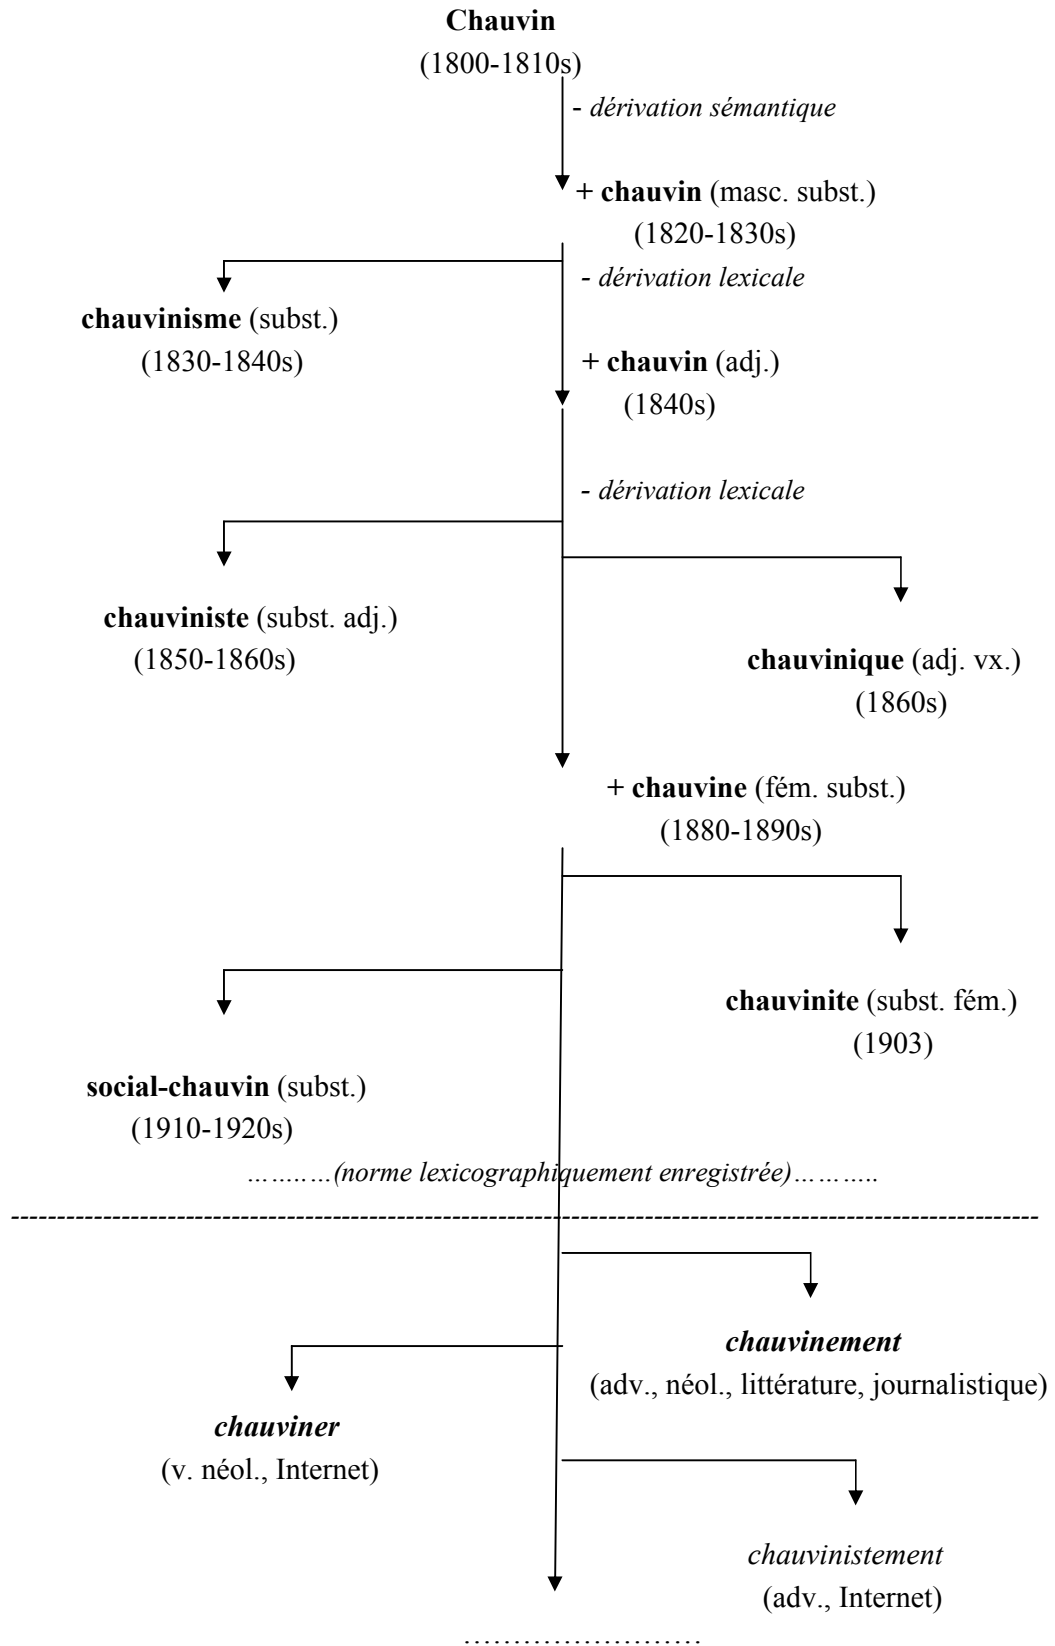 Chauvin
(1800-1810s)
- dérivation sémantique
+ chauvin (masc. subst.)
(1820-1830s)
- dérivation lexicale
chauvinisme (subst.)
(1830-1840s)
+ chauvin (adj.)
(1840s)
- dérivation lexicale
chauviniste (subst. adj.)
(1850-1860s)
chauvinique (adj. vx.)
(1860s)
+ chauvine (fém. subst.)
(1880-1890s)
chauvinite (subst. fém.)
(1903)
social-chauvin (subst.)
(1910-1920s)
………(norme lexicographiquement enregistrée)………..
chauvinement
(adv., néol., littérature, journalistique)
chauviner
(v. néol., Internet)
chauvinistement
(adv., Internet)
……………………